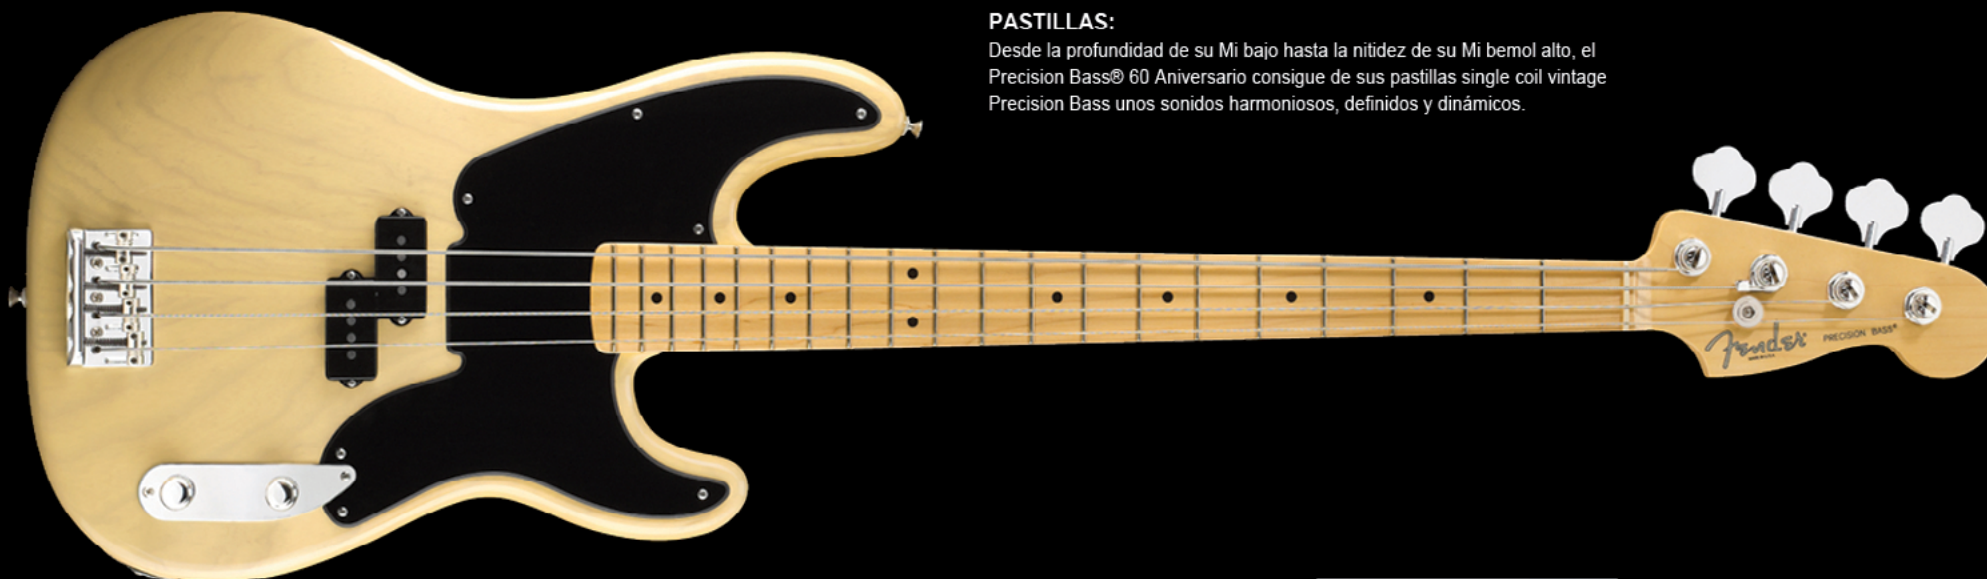 PASTILLAS:
Desde la profundidad de su Mi bajo hasta la nitidez de su Mi bemol alto, el
Precision Bass® 60 Aniversario consigue de sus pastillas single coil vintage
Precision Bass unos sonidos harmoniosos, definidos y dinámicos.
Fender
PRECISION BASS®